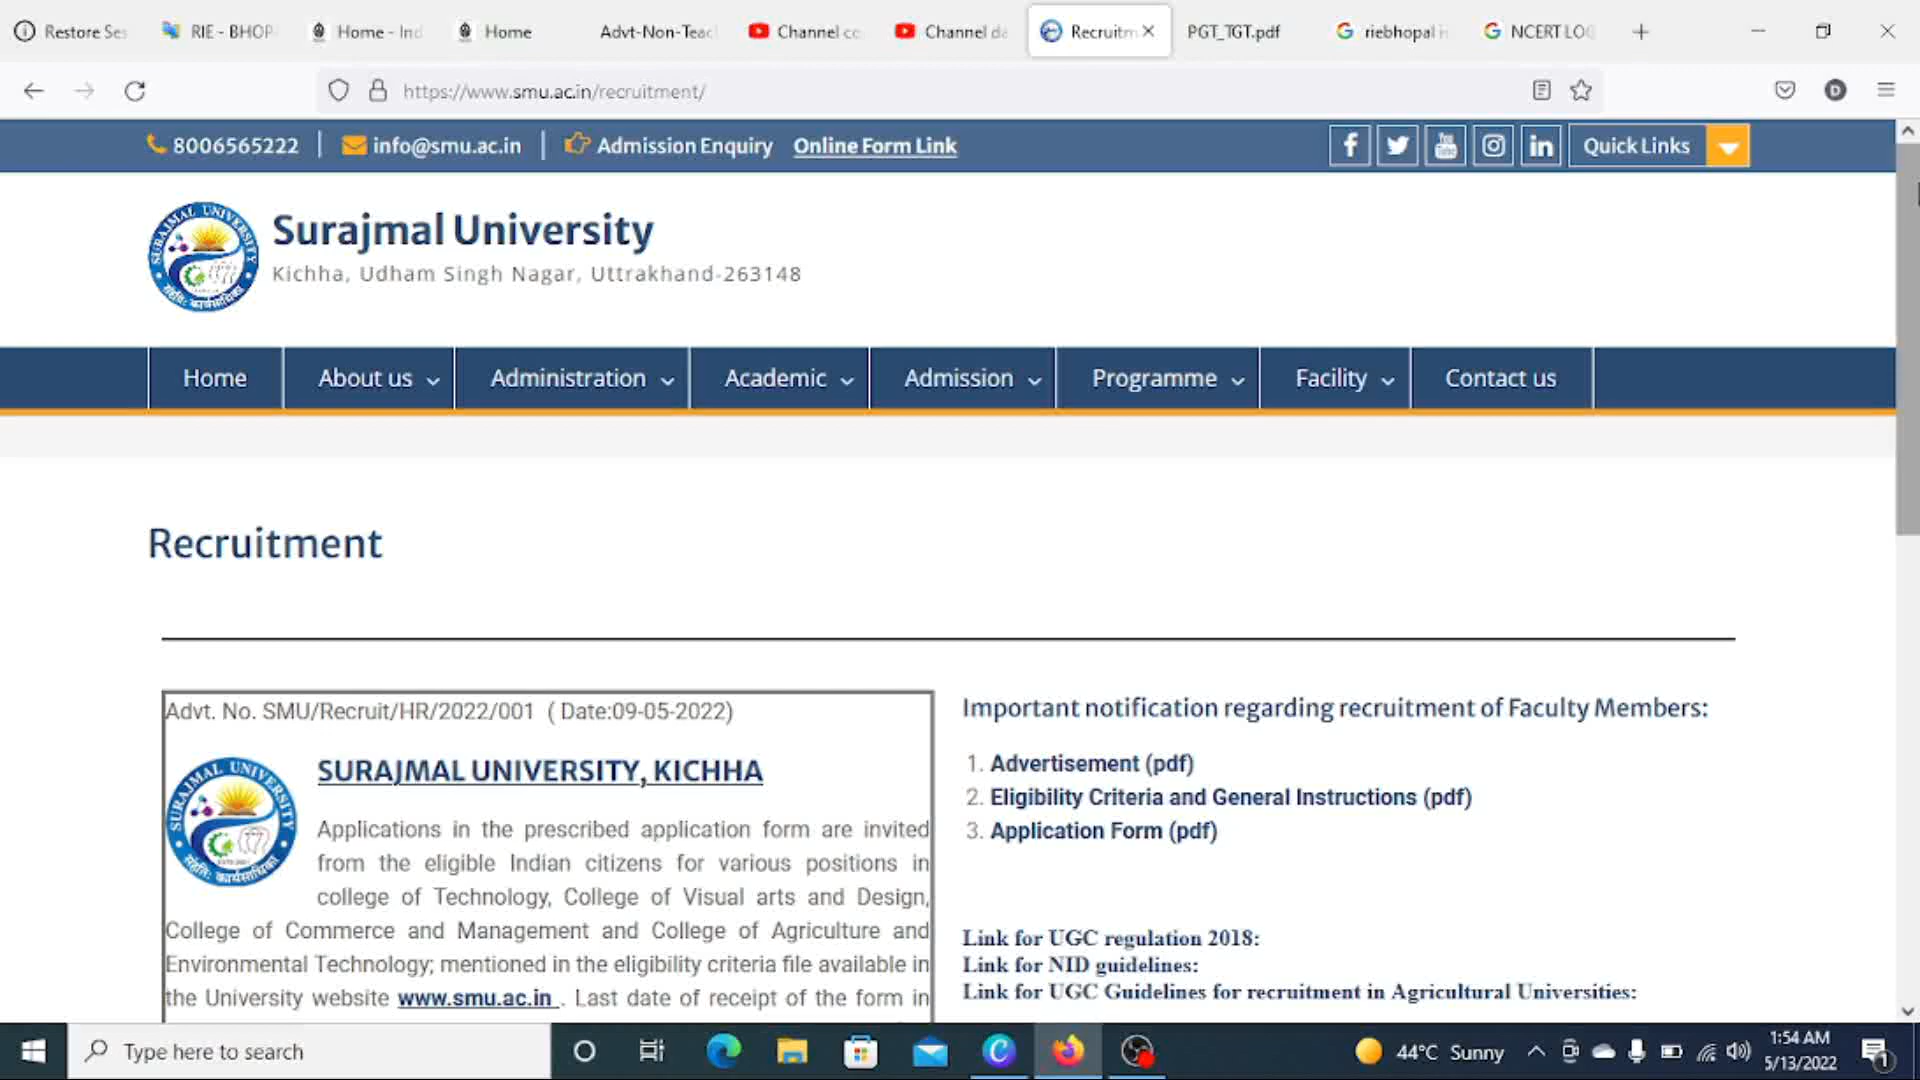 Restore Ses
RIE - BHOP
Home - Ind
Home
Advt-Non-Teac
Channel co
Channel da
Recruitm
PGT_TGT.pdf
riebhopal
NCERT LOG
https://www.smu.ac.in/recruitment/
8006565222
info@smu.ac.in
Admission Enquiry
Online Form Link
Quick Links
Surajmal University
Kichha, Udham Singh Nagar, Uttrakhand-263148
Home
About us
Administration
Academic
Admission
Programme
Facility
Contact us
Recruitment
Advt. No. SMU/Recruit/HR/2022/001 ( Date:09-05-2022)
SURAJMAL UNIVERSITY, KICHHA
Applications in the prescribed application form are invited
from the eligible Indian citizens for various positions in
college of Technology, College of Visual arts and Design,
College of Commerce and Management and College of Agriculture and
Environmental Technology; mentioned in the eligibility criteria file available in
the University website www.smu.ac.in . Last date of receipt of the form in
Important notification regarding recruitment of Faculty Members:
1. Advertisement (pdf)
2. Eligibility Criteria and General Instructions (pdf)
3. Application Form (pdf)
Link for UGC regulation 2018:
Link for NID guidelines:
Link for UGC Guidelines for recruitment in Agricultural Universities:
Type here to search
44°C Sunny
1:54 AM
5/13/2022